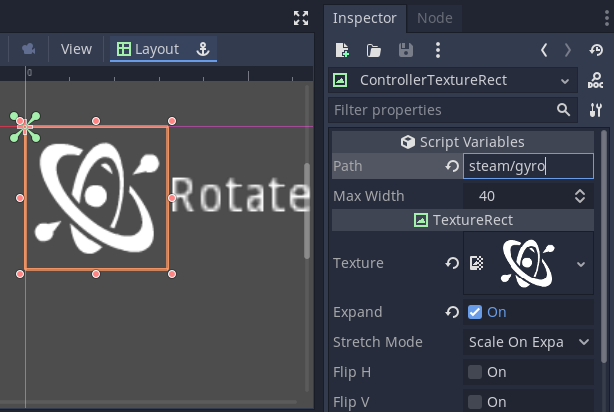 Inspector Node
View Layout
0
ControllerTextureRect
DOC
Filter properties
Script Variables
Path steam/gyro
Max Width 40
TextureRect
Rotate
Texture
Expand On
Stretch Mode Scale On Expa
Flip H On
Flip V On